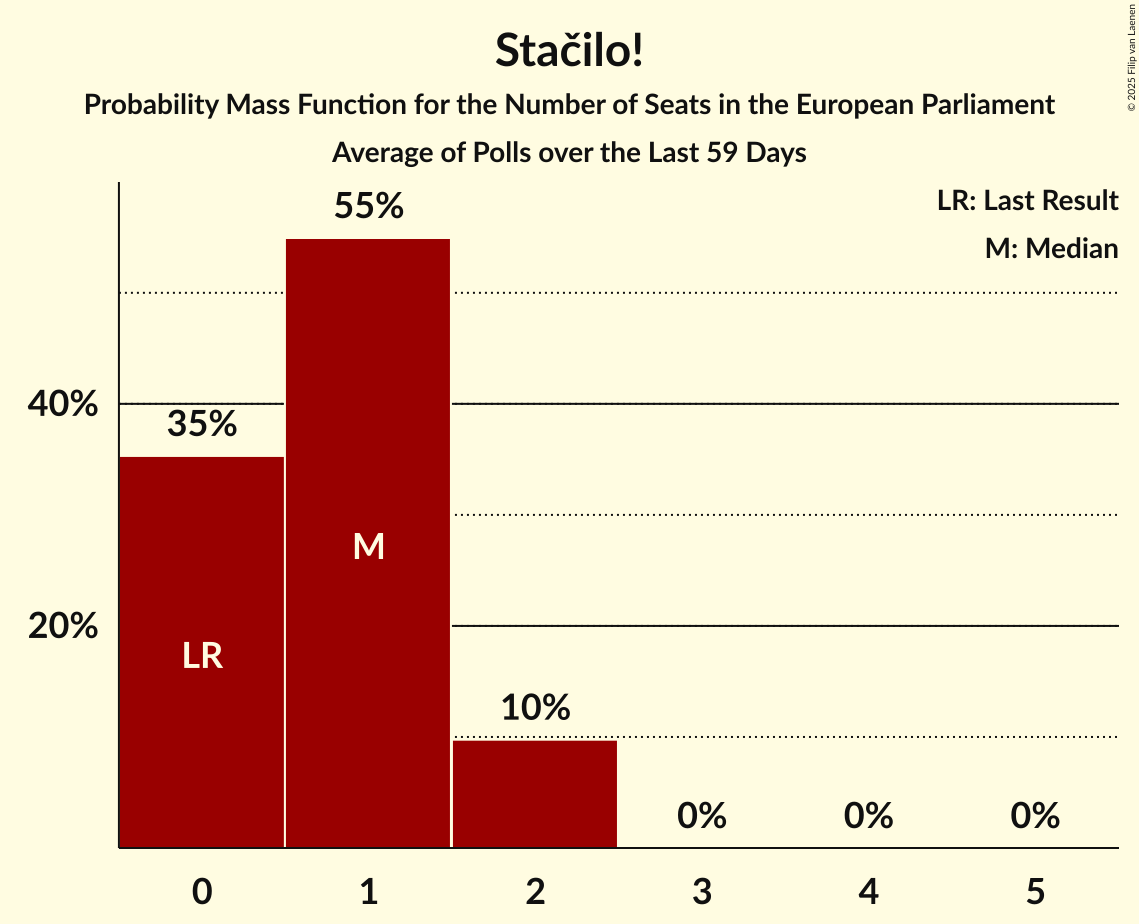 Stačilo!
Probability Mass Function for the Number of Seats in the European Parliament
Average of Polls over the Last 59 Days
© 2025 Filip van Laenen
LR: Last Result
M: Median
55%
40%
35%
M
20%
LR
10%
0% 0% 0%
0 1 2 3 4 5